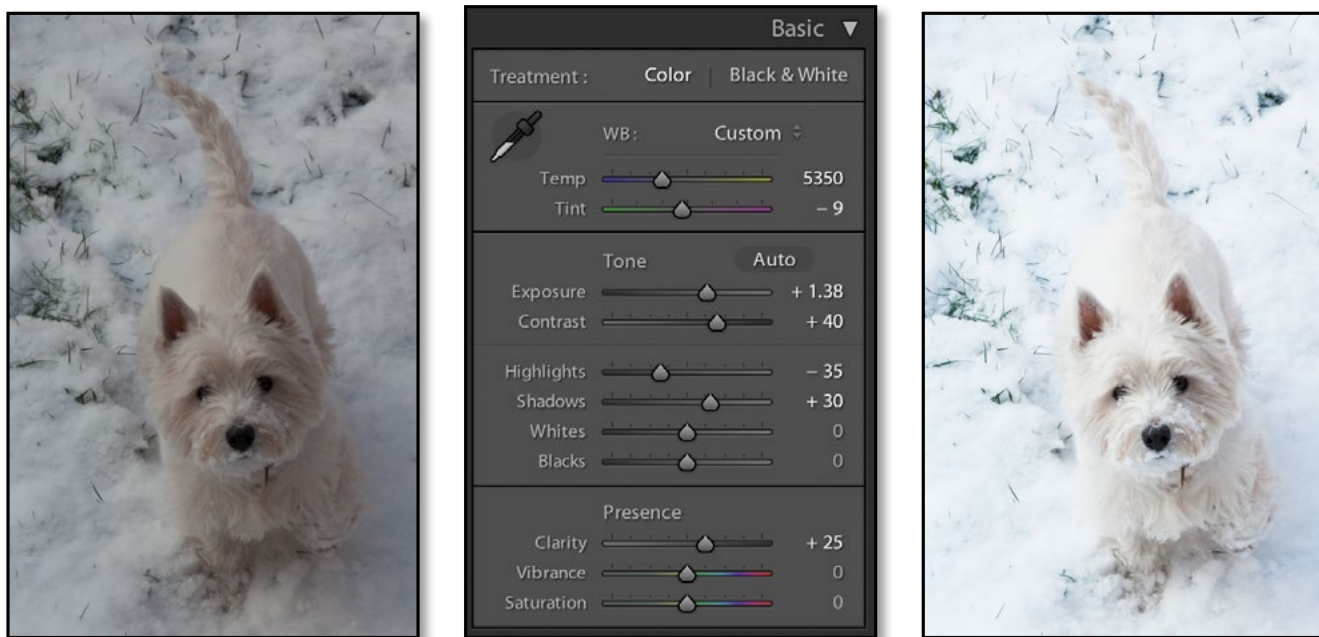 Basic
Treatment : Color | Black & White
WB : Custom
Temp 5350
Tint – 9
Tone Auto
Exposure + 1.38
Contrast + 40
Highlights – 35
Shadows + 30
Whites 0
Blacks 0
Presence
Clarity + 25
Vibrance 0
Saturation 0